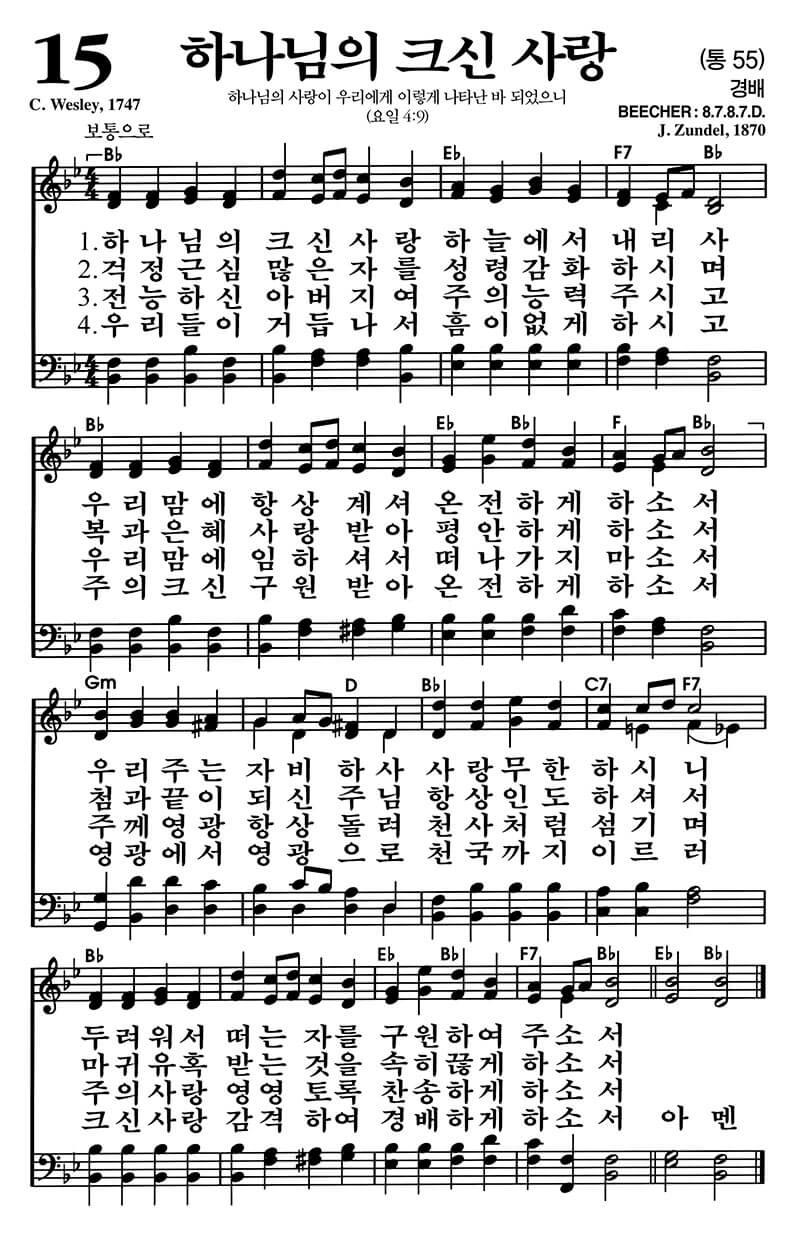 15 하나님의 크신 사랑 (통 55)
경배
C. Wesley, 1747 하나님의 사랑이 우리에게 이렇게 나타난 바 되었으니 BEECHER : 8.7.8.7.D.
(요일 4:9) J. Zundel, 1870
보통으로
B♭ E♭ F7 B♭
1.하나님의 크신 사랑 하늘에서 내리사
2.걱정근심 많은자를 성령감화 하시며
3.전능하신 아버지여 주의능력 주시고
4.우리들이 거듭나서 흠이없게 하시고
B♭ E♭ B♭ F B♭
우리맘에 항상계셔 온전하게 하소서
복과은혜 사랑받아 평안하게 하소서
우리맘에 임하셔서 떠나가지 마소서
주의크신 구원받아 온전하게 하소서
Gm D B♭ C7 F7
우리주는 자비하사 사랑무한 하시니
첨과끝이 되신주님 항상인도 하셔서
주께영광 항상돌려 천사처럼 섬기며
영광에서 영광으로 천국까지 이르러
B♭ E♭ B♭ F7 B♭ E♭ B♭
두려워서 떠는자를 구원하여 주소서
마귀유혹 받는것을 속히끊게 하소서
주의사랑 영영토록 찬송하게 하소서
크신사랑 감격하여 경배하게 하소서 아멘